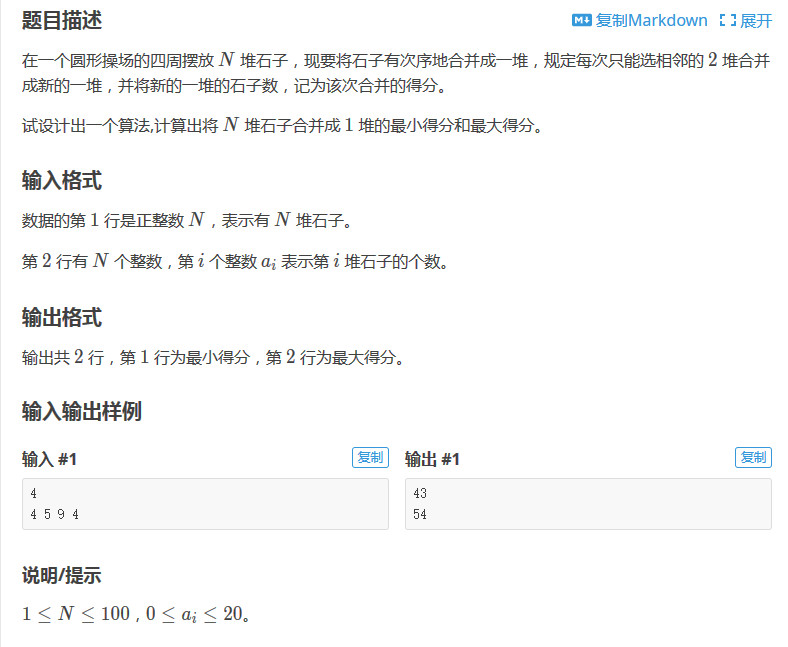 题目描述
复制Markdown 展开
在一个圆形操场的四周摆放 N 堆石子，现要将石子有次序地合并成一堆，规定每次只能选相邻的 2 堆合并
成新的一堆，并将新的一堆的石子数，记为该次合并的得分。
试设计出一个算法,计算出将 N 堆石子合并成 1 堆的最小得分和最大得分。
输入格式
数据的第 1 行是正整数 N，表示有 N 堆石子。
第 2 行有 N 个整数，第 i 个整数 aᵢ 表示第 i 堆石子的个数。
输出格式
输出共 2 行，第 1 行为最小得分，第 2 行为最大得分。
输入输出样例
输入 #1 复制
4
4 5 9 4
输出 #1 复制
43
54
说明/提示
1 ≤ N ≤ 100，0 ≤ aᵢ ≤ 20。